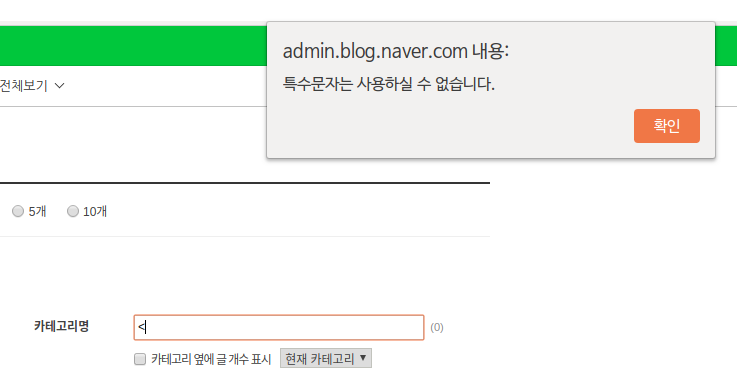 admin.blog.naver.com 내용:
특수문자는 사용하실 수 없습니다.
확인
전체보기
5개 10개
카테고리명 < (0)
카테고리 옆에 글 개수 표시 현재 카테고리